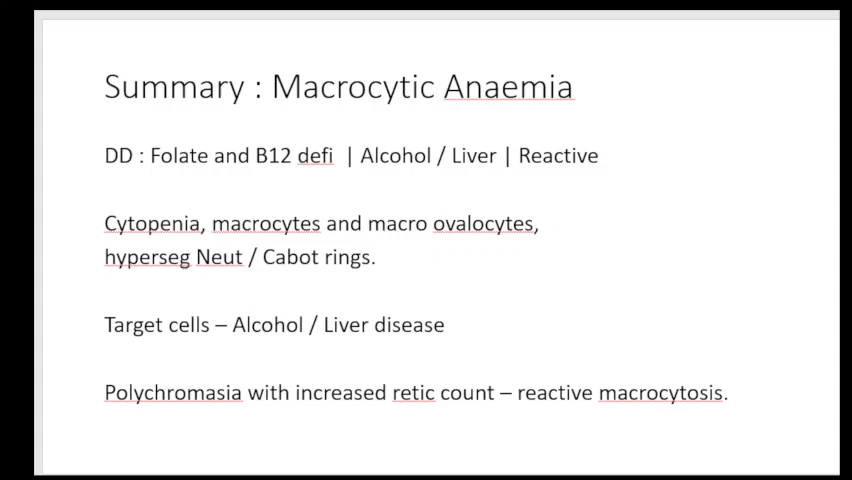 Summary : Macrocytic Anaemia
DD : Folate and B12 defi | Alcohol / Liver | Reactive
Cytopenia, macrocytes and macro ovalocytes,
hyperseg Neut / Cabot rings.
Target cells – Alcohol / Liver disease
Polychromasia with increased retic count – reactive macrocytosis.